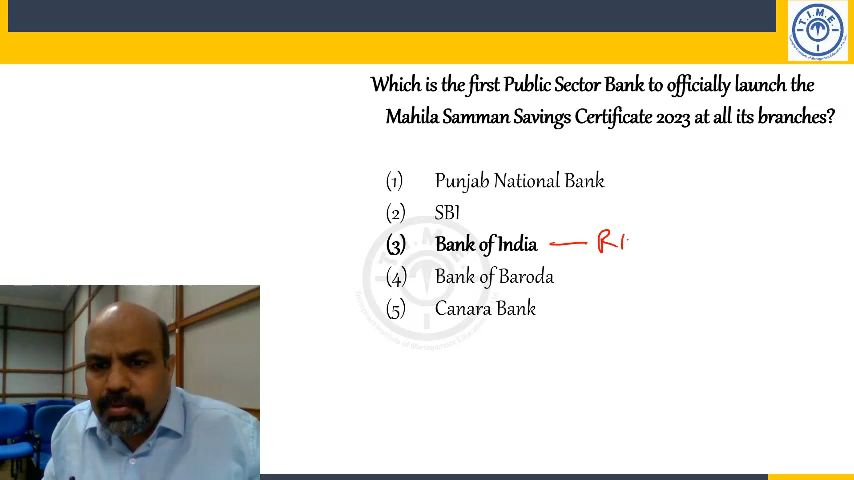 T.I.M.E.
Which is the first Public Sector Bank to officially launch the
Mahila Samman Savings Certificate 2023 at all its branches?
(1) Punjab National Bank
(2) SBI
(3) Bank of India — R1
(4) Bank of Baroda
(5) Canara Bank